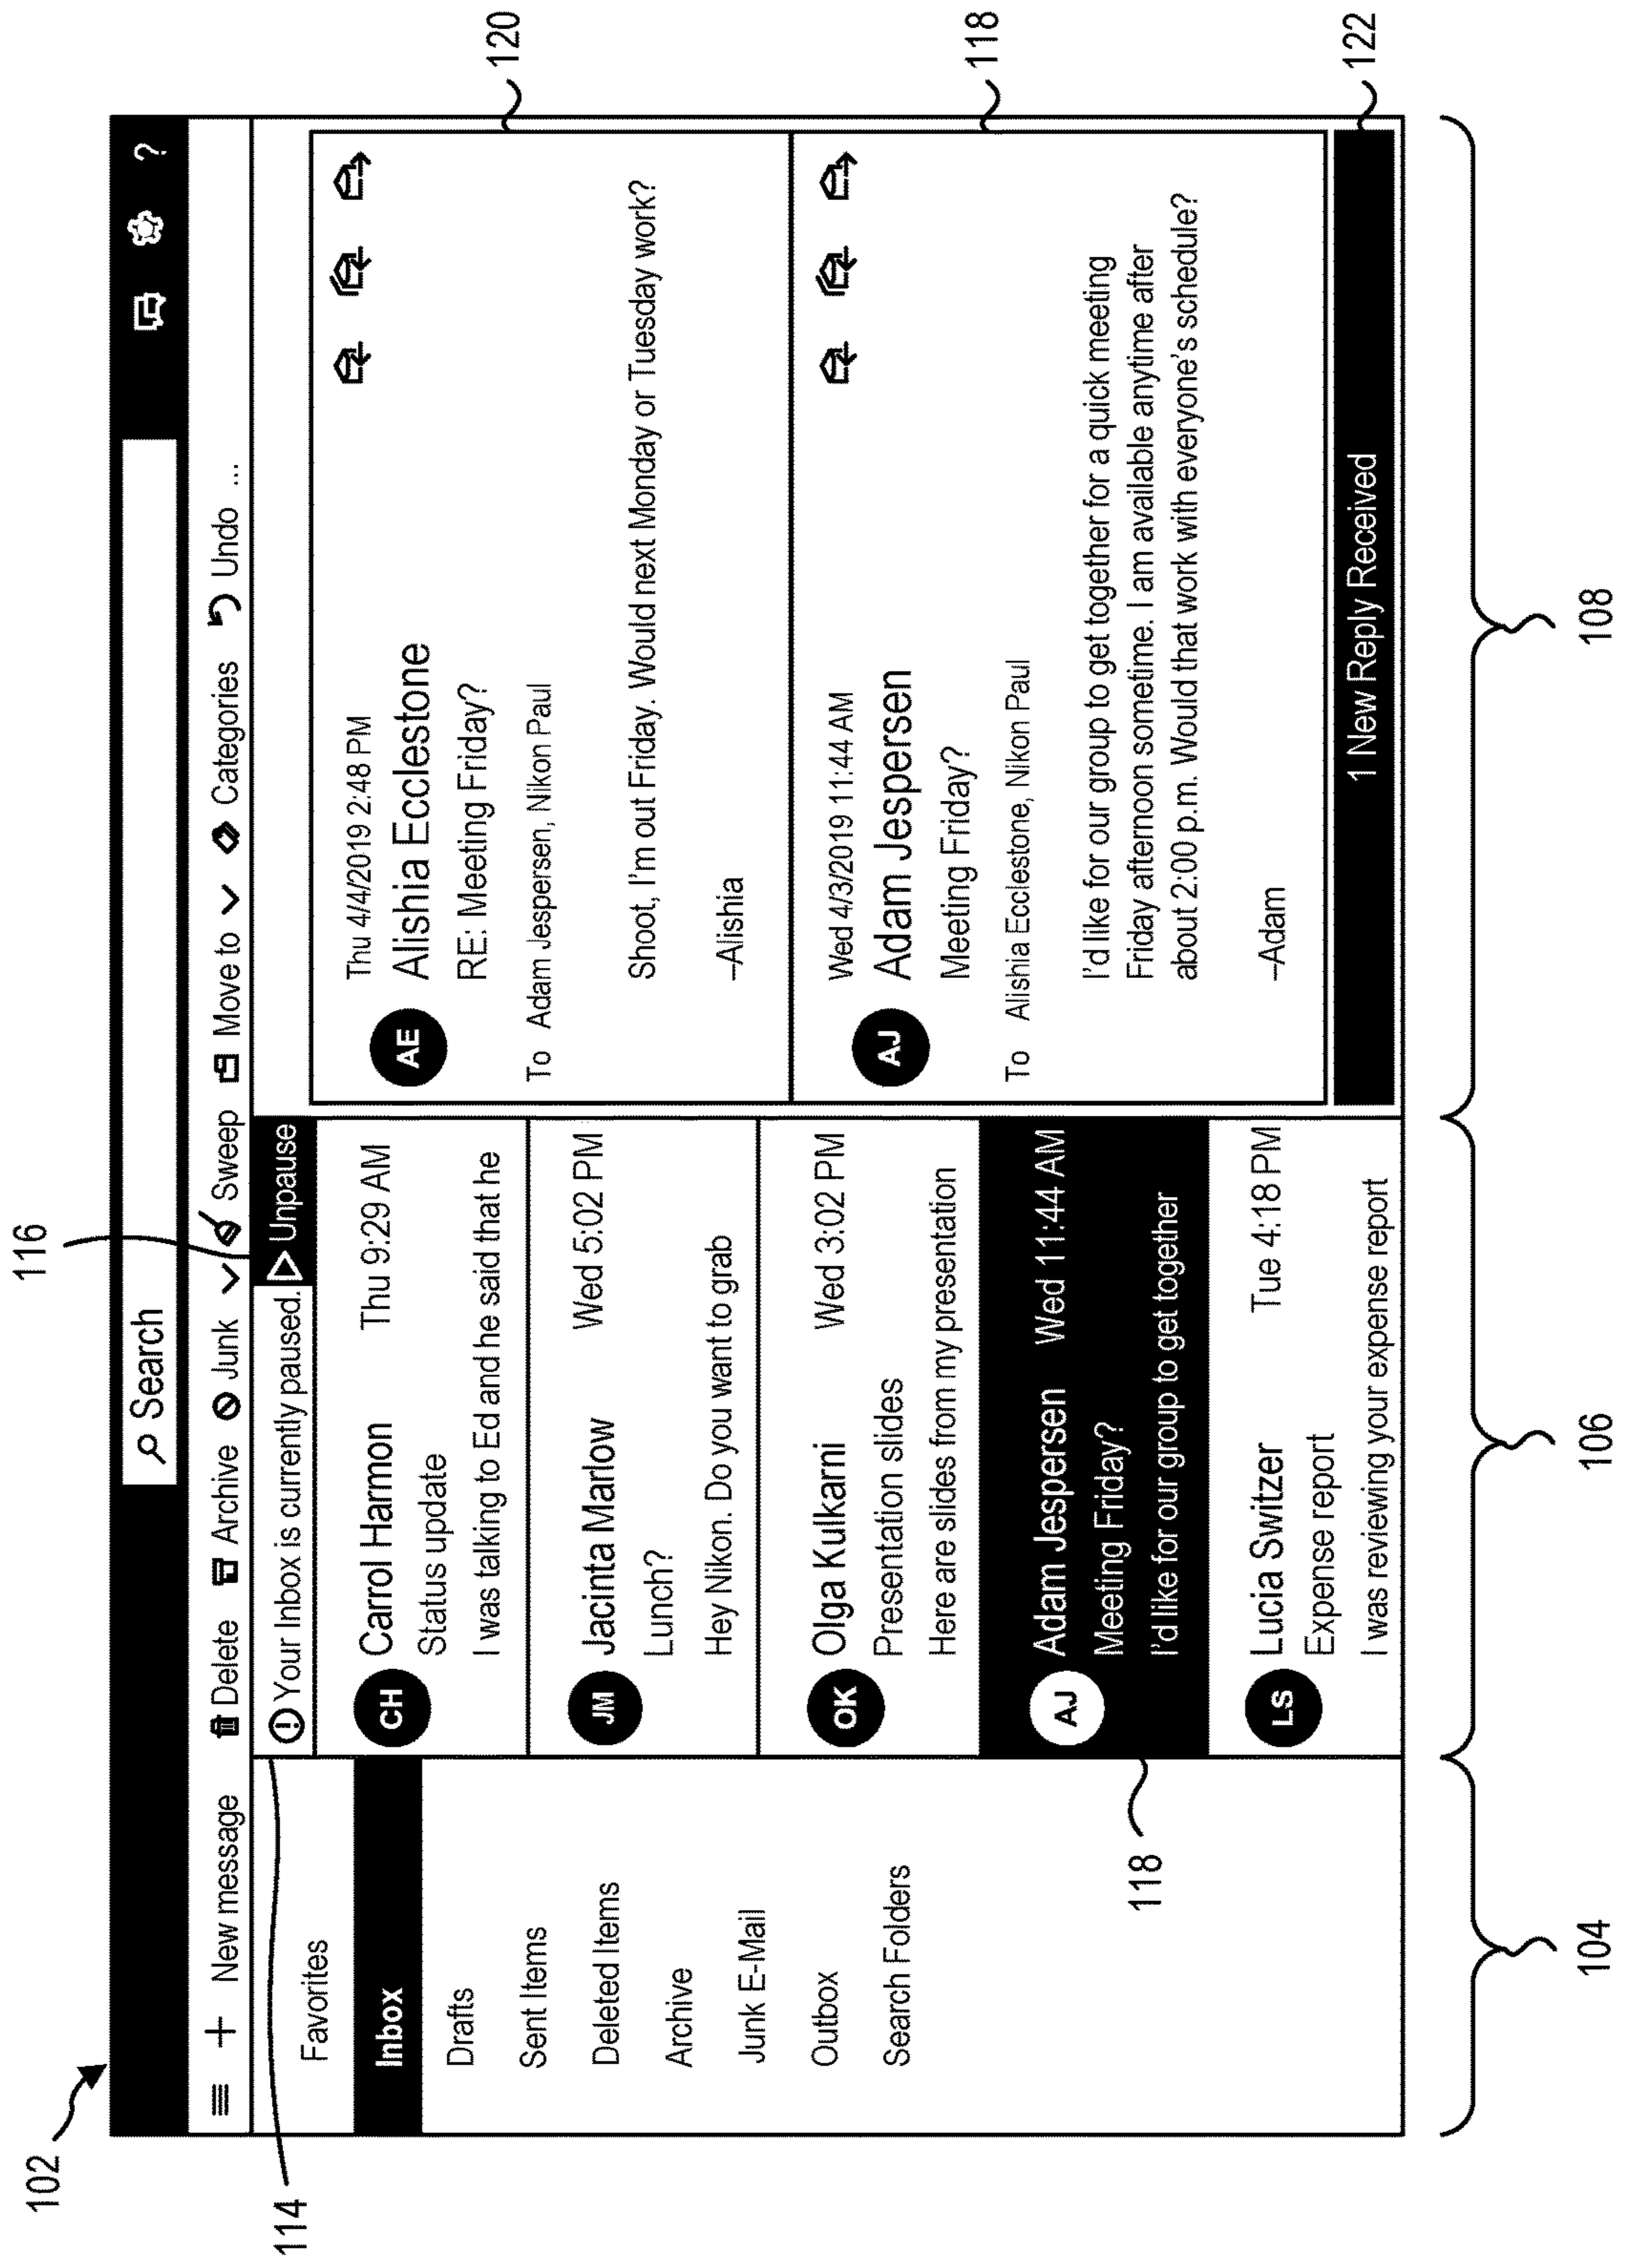 102
116
Search
?
New message Delete Archive Junk Sweep Move to Categories Undo ...
114
Favorites
Inbox
Drafts
Sent Items
Deleted Items
Archive
Junk E-Mail
Outbox
Search Folders
Your Inbox is currently paused. Unpause
CH Carrol Harmon Thu 9:29 AM
Status update
I was talking to Ed and he said that he
JM Jacinta Marlow Wed 5:02 PM
Lunch?
Hey Nikon. Do you want to grab
OK Olga Kulkarni Wed 3:02 PM
Presentation slides
Here are slides from my presentation
AJ Adam Jespersen Wed 11:44 AM
Meeting Friday?
I'd like for our group to get together
118
LS Lucia Switzer Tue 4:18 PM
Expense report
I was reviewing your expense report
Thu 4/4/2019 2:48 PM
AE Alishia Ecclestone
RE: Meeting Friday?
To Adam Jespersen, Nikon Paul
Shoot, I'm out Friday. Would next Monday or Tuesday work?
–Alishia
120
Wed 4/3/2019 11:44 AM
AJ Adam Jespersen
Meeting Friday?
To Alishia Ecclestone, Nikon Paul
I'd like for our group to get together for a quick meeting
Friday afternoon sometime. I am available anytime after
about 2:00 p.m. Would that work with everyone's schedule?
–Adam
118
1 New Reply Received
122
104
106
108